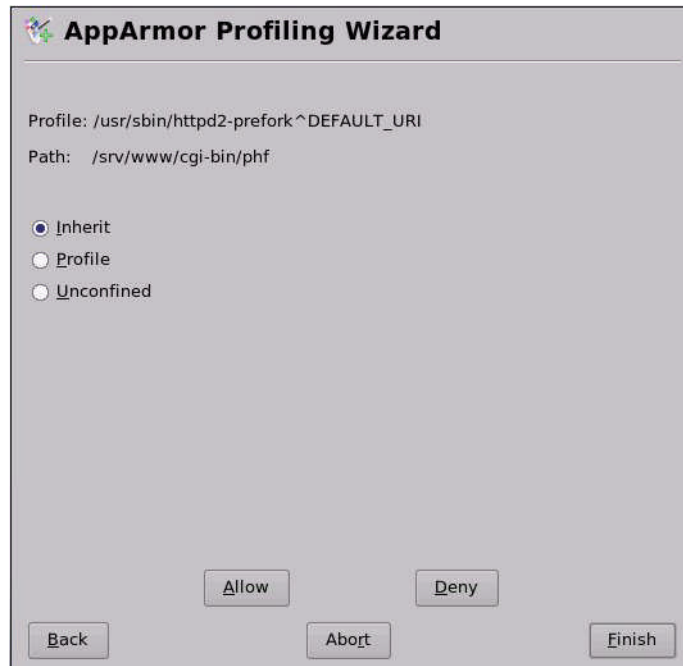 AppArmor Profiling Wizard
Profile: /usr/sbin/httpd2-prefork^DEFAULT_URI
Path: /srv/www/cgi-bin/phf
Inherit
Profile
Unconfined
Allow Deny
Back Abort Finish